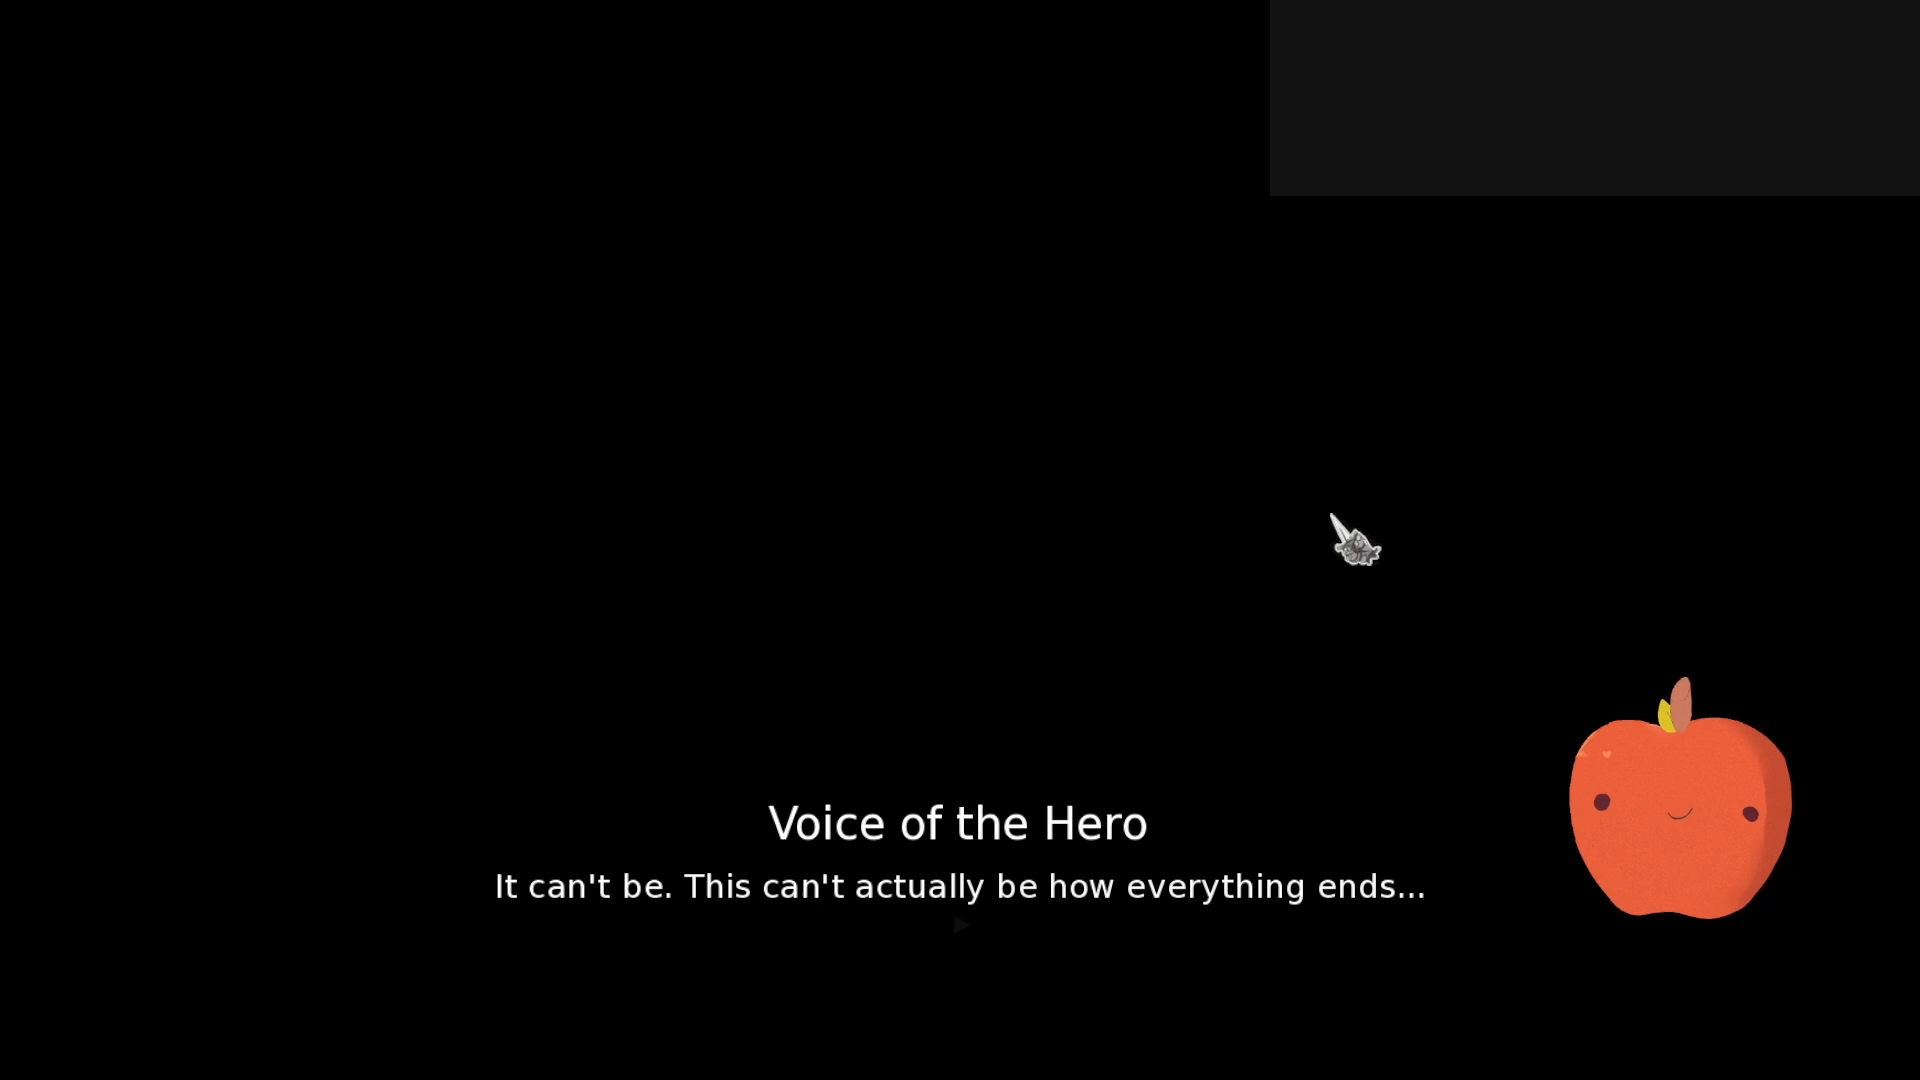 Voice of the Hero
It can't be. This can't actually be how everything ends...